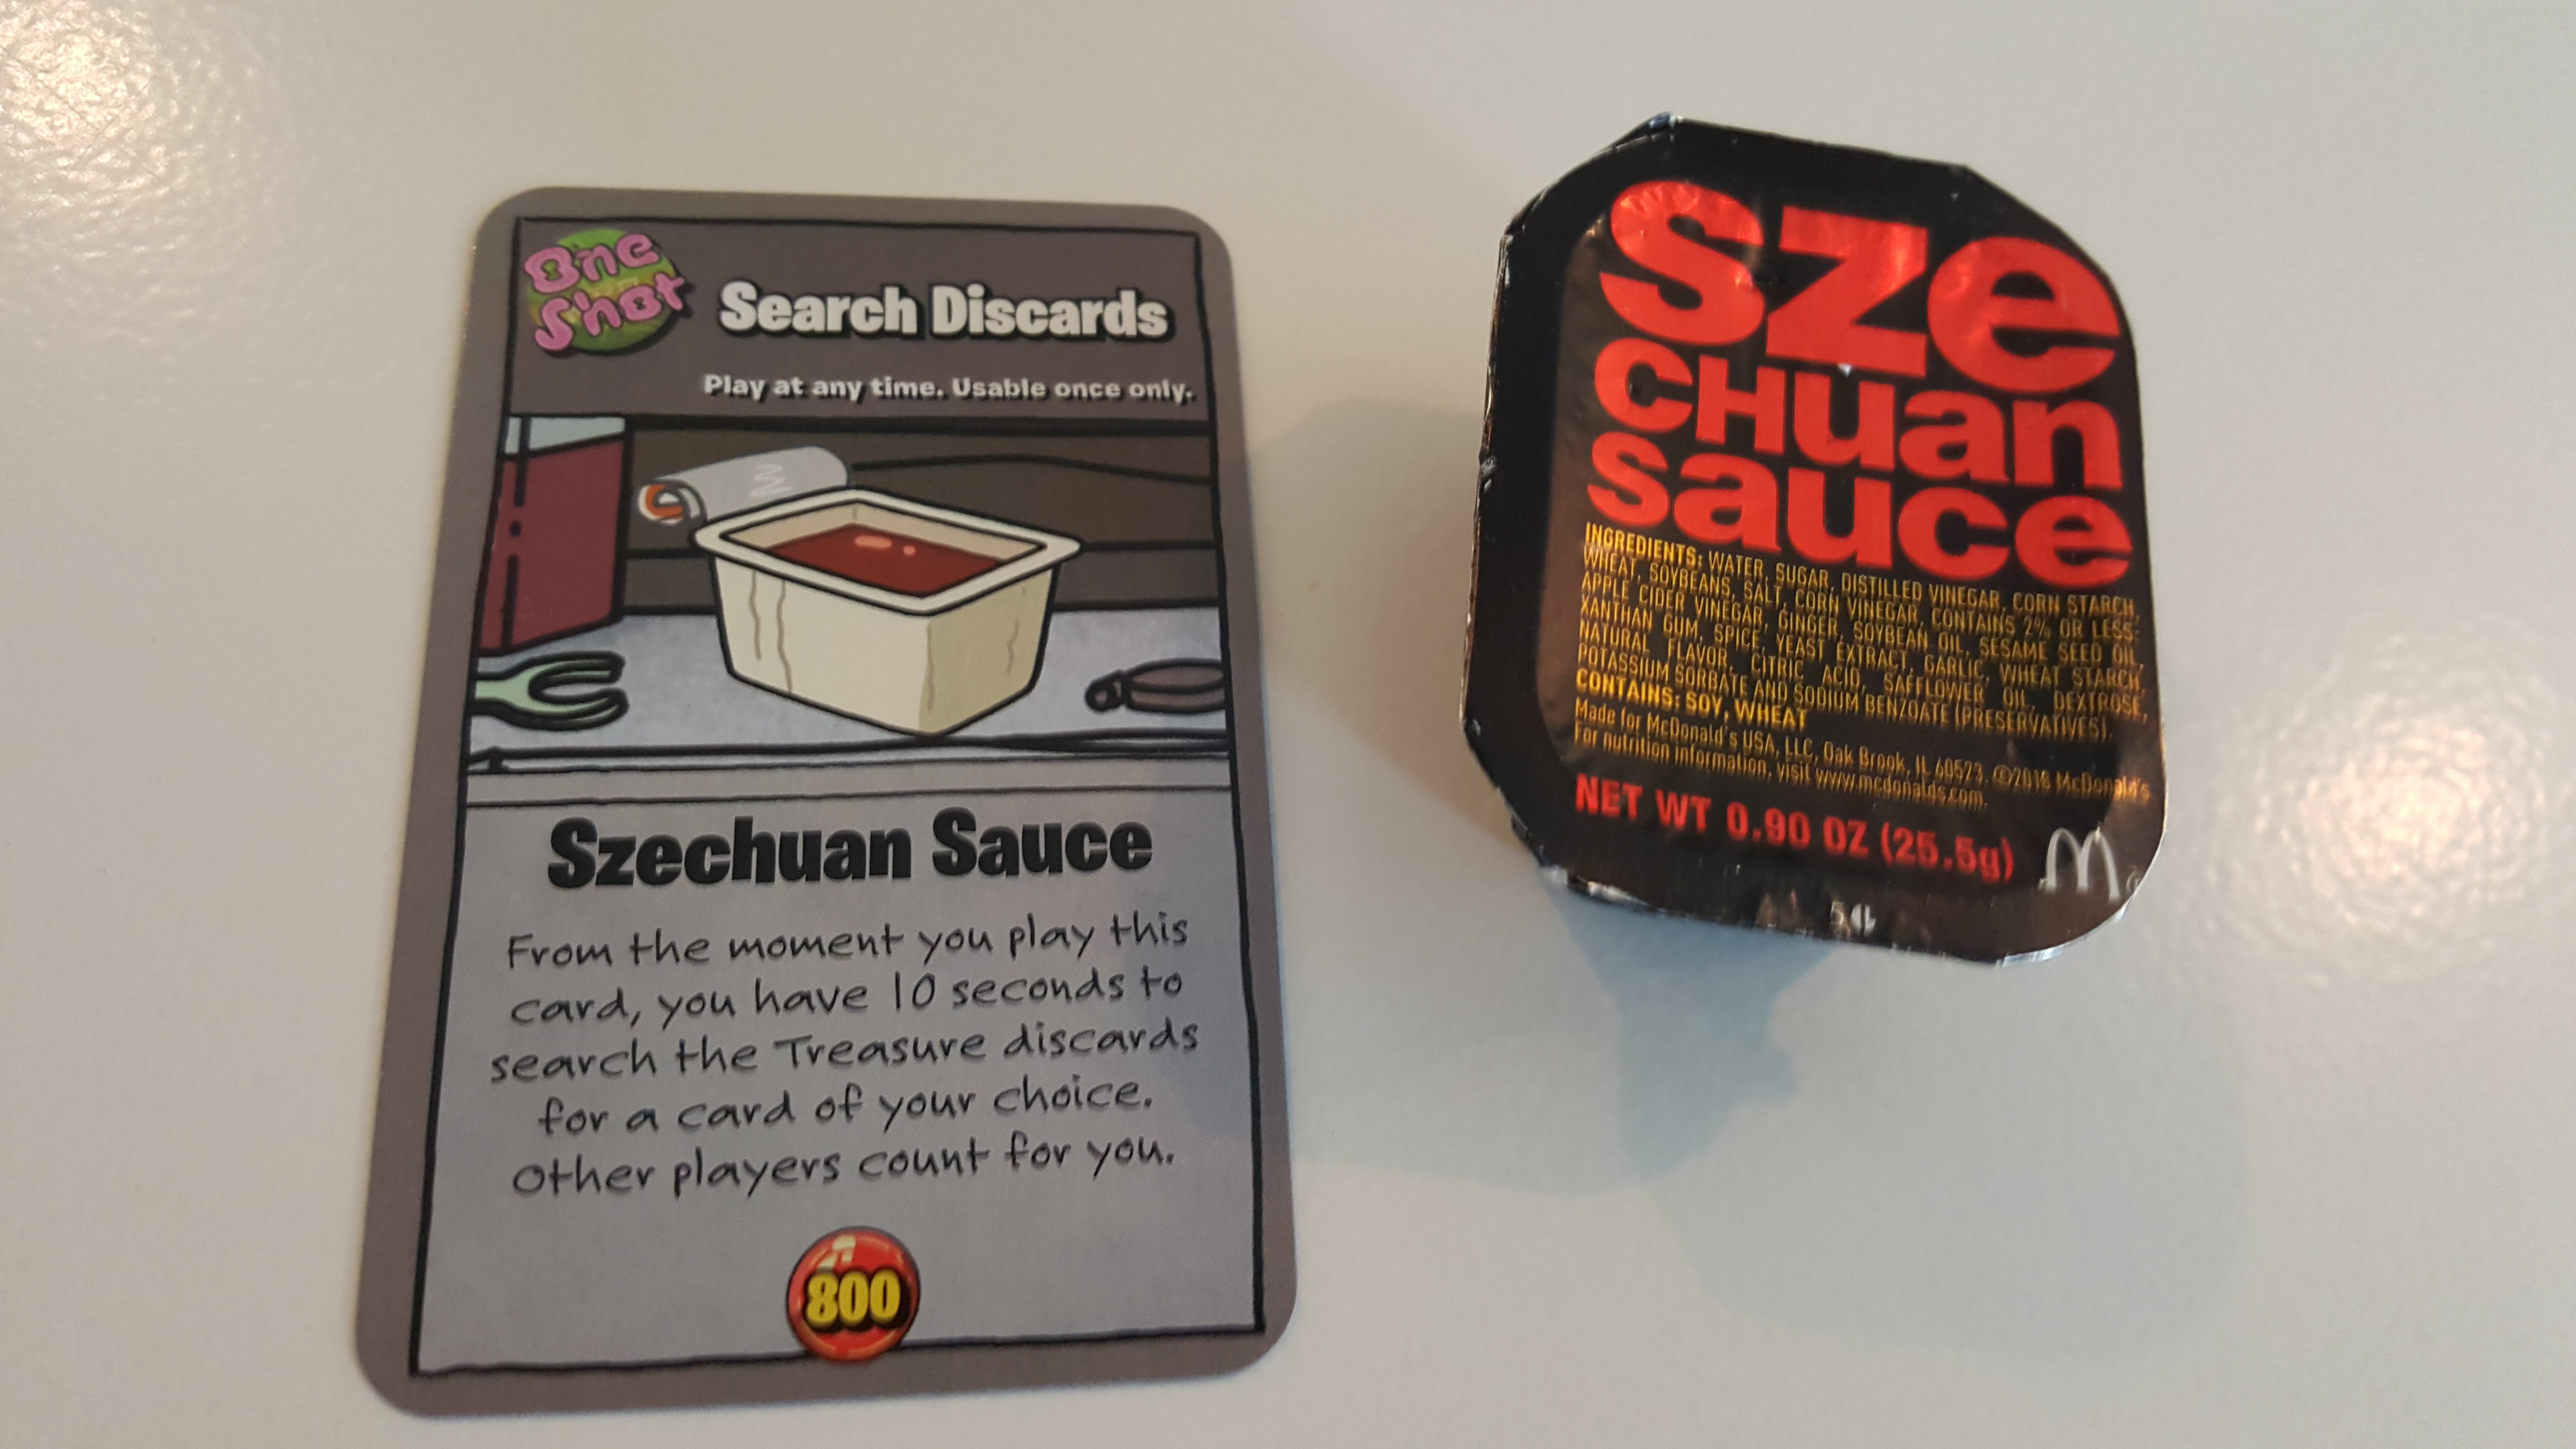 One
Shot
Search Discards
Play at any time. Usable once only.
Szechuan Sauce
From the moment you play this
card, you have 10 seconds to
search the Treasure discards
for a card of your choice.
Other players count for you.
800
sze
CHuan
sauce
INGREDIENTS: WATER, SUGAR, DISTILLED VINEGAR, CORN STARCH,
WHEAT, SOYBEANS, SALT, CORN VINEGAR, CONTAINS 2% OR LESS:
APPLE CIDER VINEGAR, GINGER, SOYBEAN OIL, SESAME SEED OIL,
XANTHAN GUM, SPICE, YEAST EXTRACT, GARLIC, WHEAT STARCH,
NATURAL FLAVOR, CITRIC ACID, SAFFLOWER OIL, DEXTROSE,
POTASSIUM SORBATE AND SODIUM BENZOATE (PRESERVATIVES).
CONTAINS: SOY, WHEAT
Made for McDonald's USA, LLC, Oak Brook, IL 60523. ©2018 McDonald's
For nutrition information, visit www.mcdonalds.com.
NET WT 0.90 OZ (25.5g)